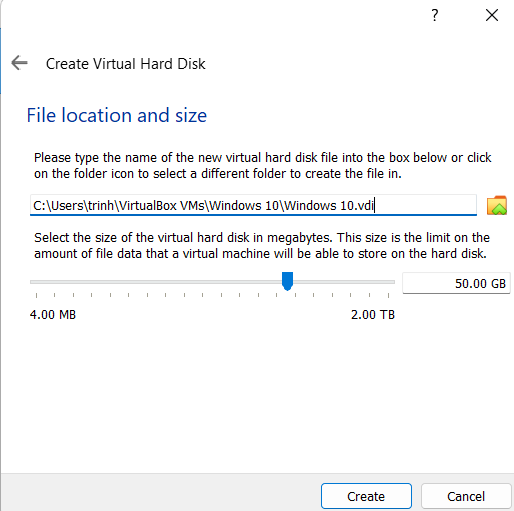 ?
Create Virtual Hard Disk
File location and size
Please type the name of the new virtual hard disk file into the box below or click
on the folder icon to select a different folder to create the file in.
C:\Users\trinh\VirtualBox VMs\Windows 10\Windows 10.vdi
Select the size of the virtual hard disk in megabytes. This size is the limit on the
amount of file data that a virtual machine will be able to store on the hard disk.
50.00 GB
4.00 MB 2.00 TB
Create Cancel